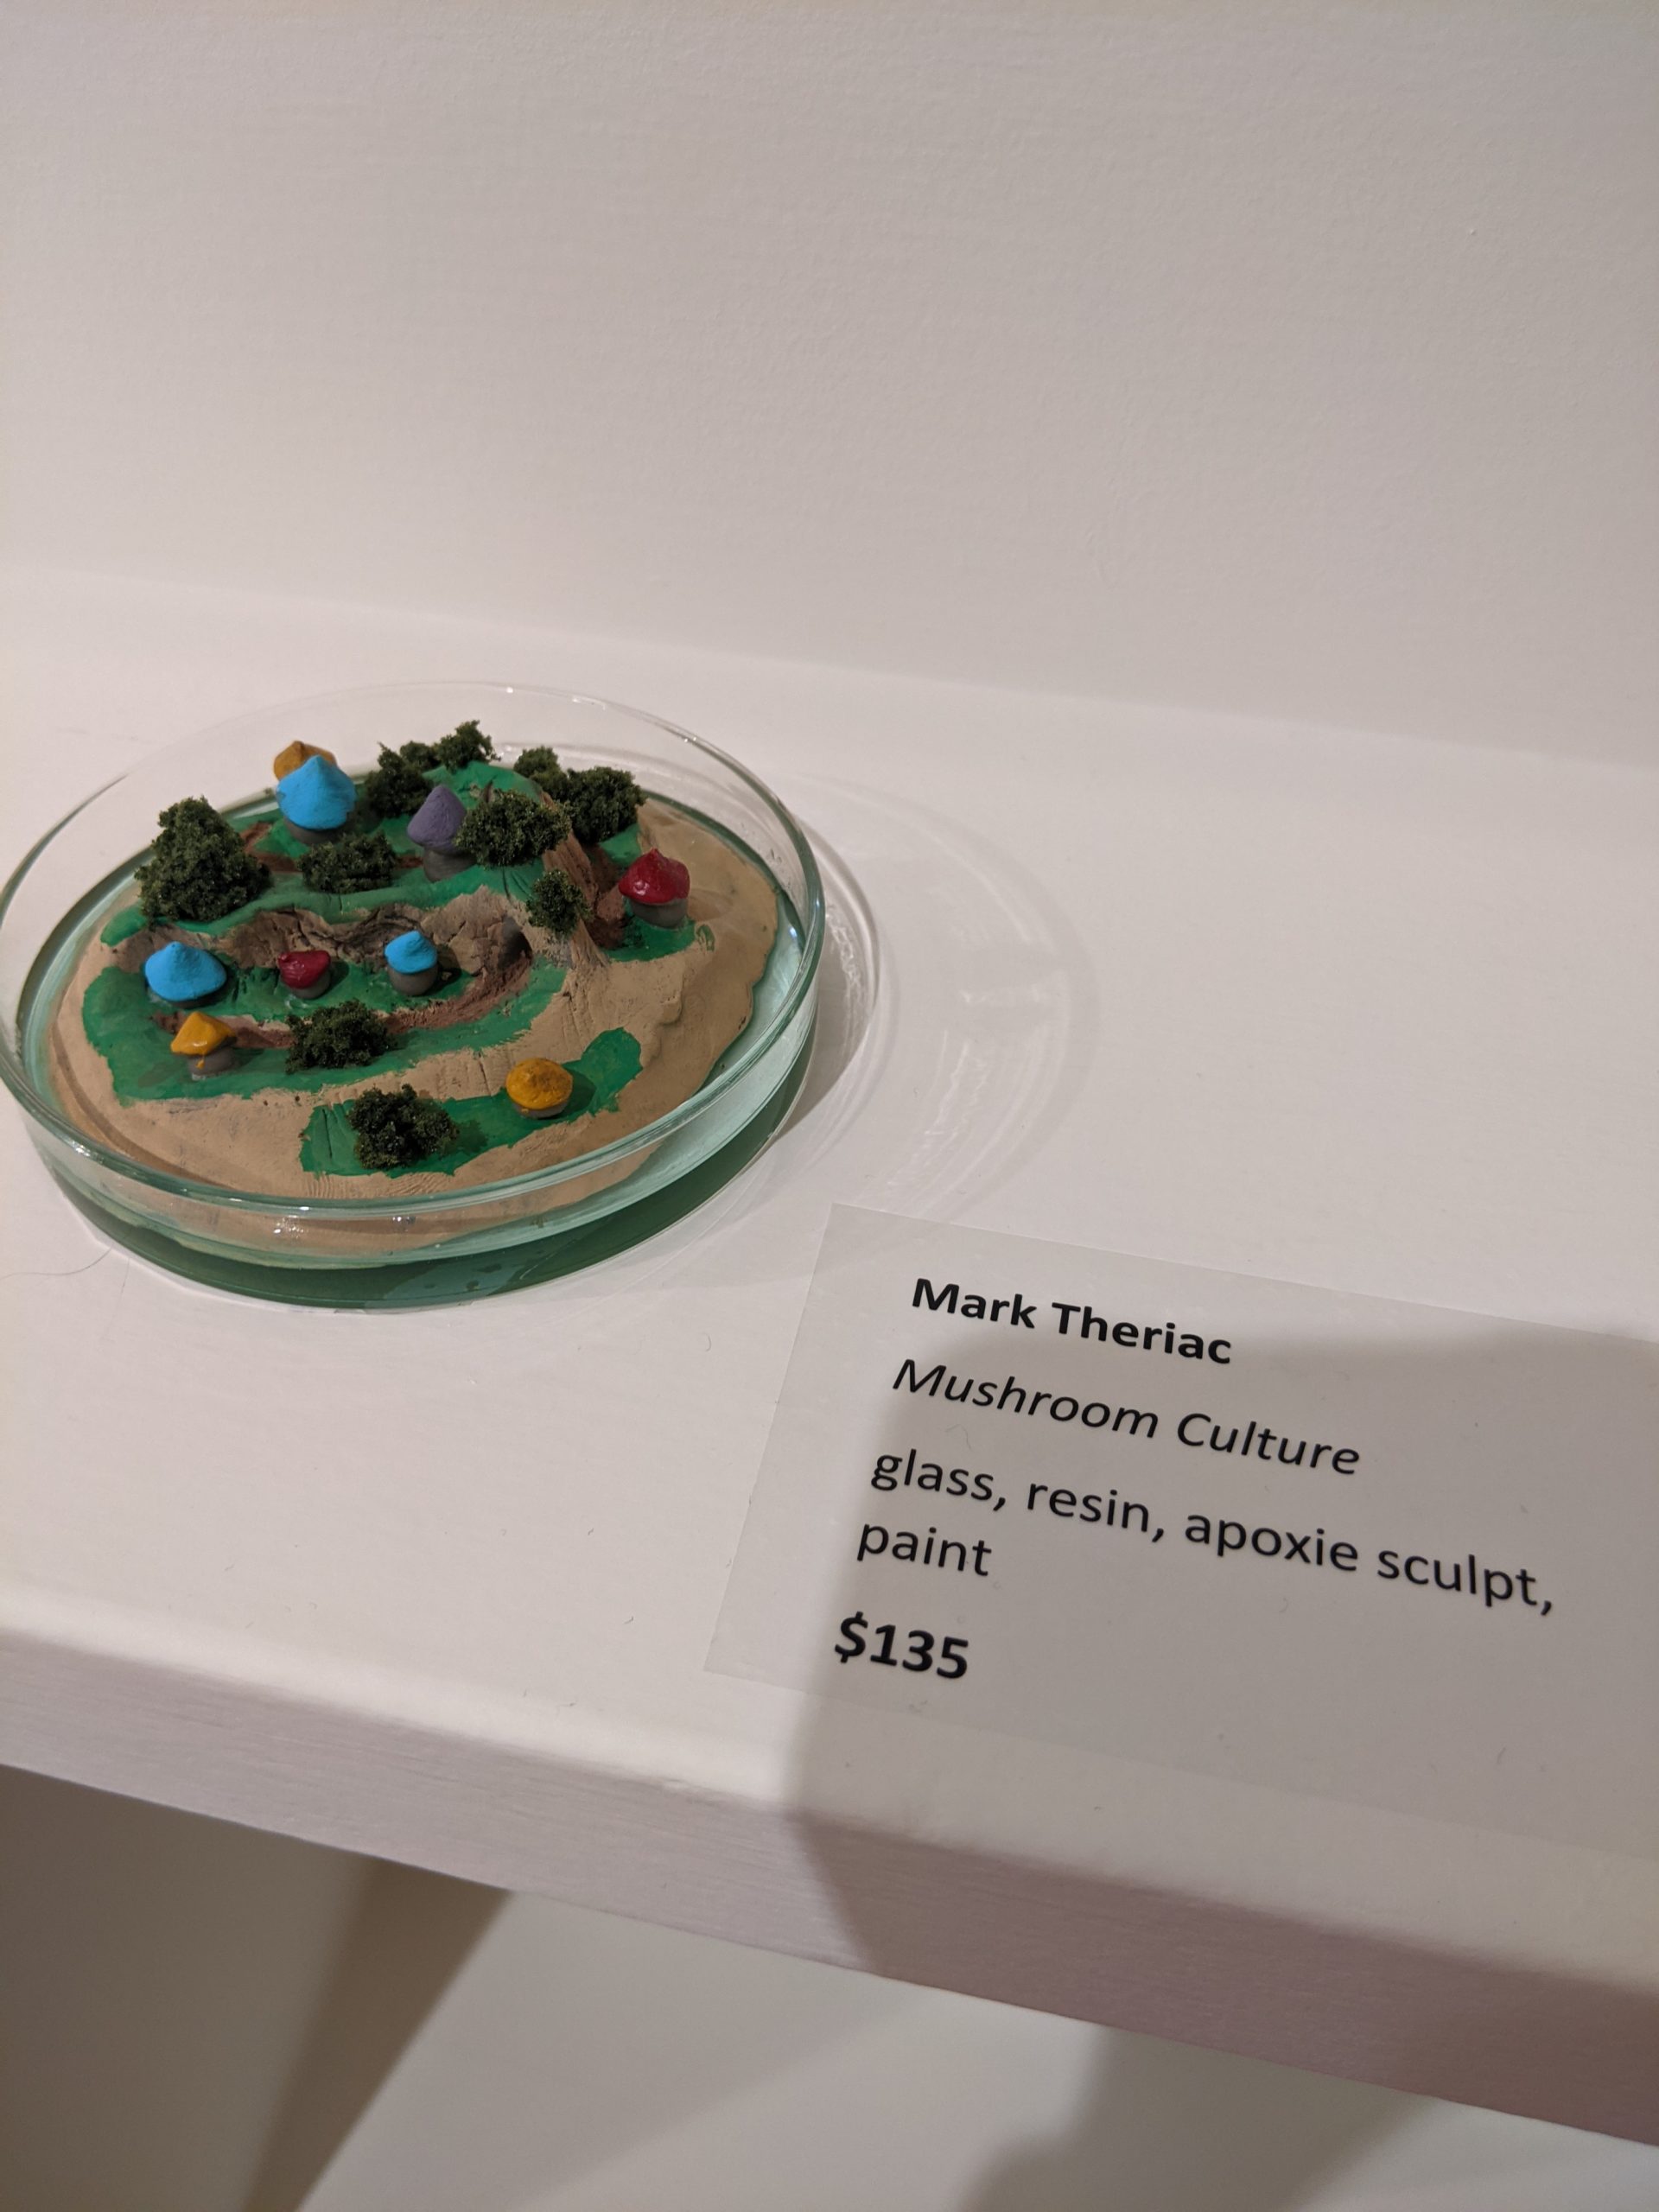 Mark Theriac
Mushroom Culture
glass, resin, apoxie sculpt,
paint
$135